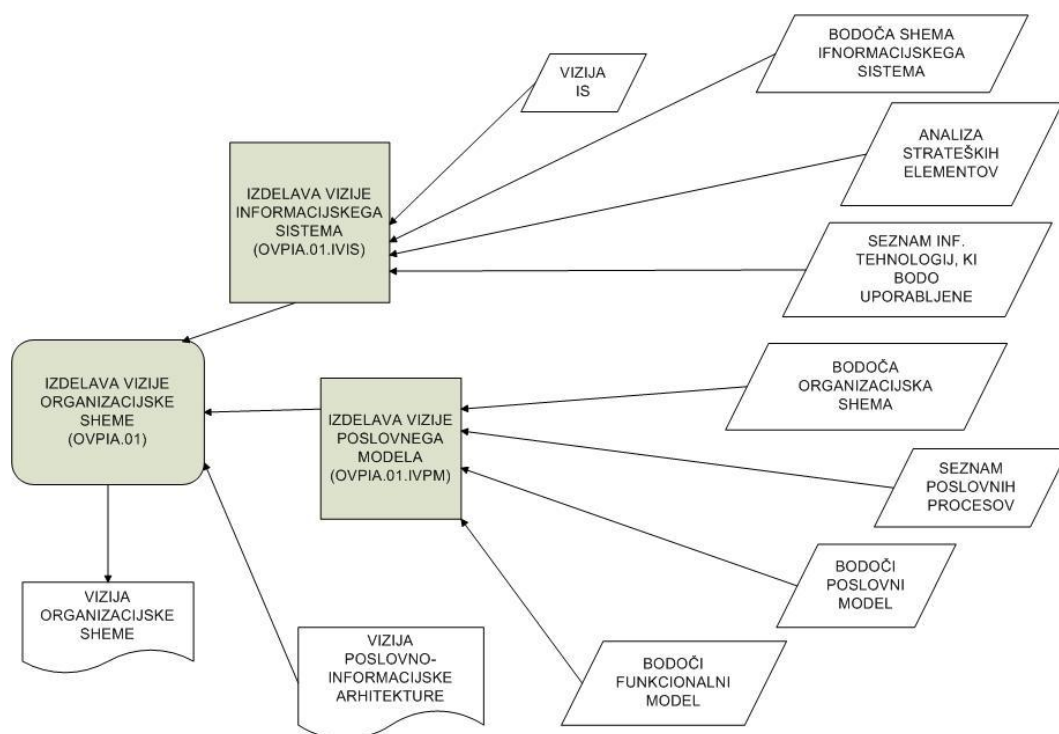 BODOČA SHEMA
IFNORMACIJSKEGA
SISTEMA
VIZIJA
IS
ANALIZA
STRATEŠKIH
ELEMENTOV
IZDELAVA VIZIJE
INFORMACIJSKEGA
SISTEMA
(OVPIA.01.IVIS)
SEZNAM INF.
TEHNOLOGIJ, KI
BODO
UPORABLJENE
IZDELAVA VIZIJE
ORGANIZACIJSKE
SHEME
(OVPIA.01)
IZDELAVA VIZIJE
POSLOVNEGA
MODELA
(OVPIA.01.IVPM)
BODOČA
ORGANIZACIJSKA
SHEMA
SEZNAM
POSLOVNIH
PROCESOV
BODOČI
POSLOVNI
MODEL
VIZIJA
ORGANIZACIJSKE
SHEME
VIZIJA
POSLOVNO-
INFORMACIJSKE
ARHITEKTURE
BODOČI
FUNKCIONALNI
MODEL